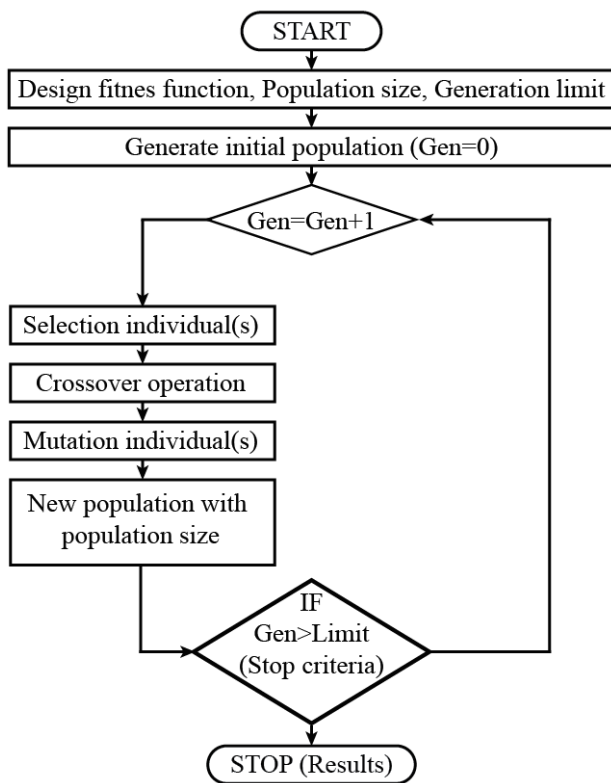 START
Design fitnes function, Population size, Generation limit
Generate initial population (Gen=0)
Gen=Gen+1
Selection individual(s)
Crossover operation
Mutation individual(s)
New population with
population size
IF
Gen>Limit
(Stop criteria)
STOP (Results)